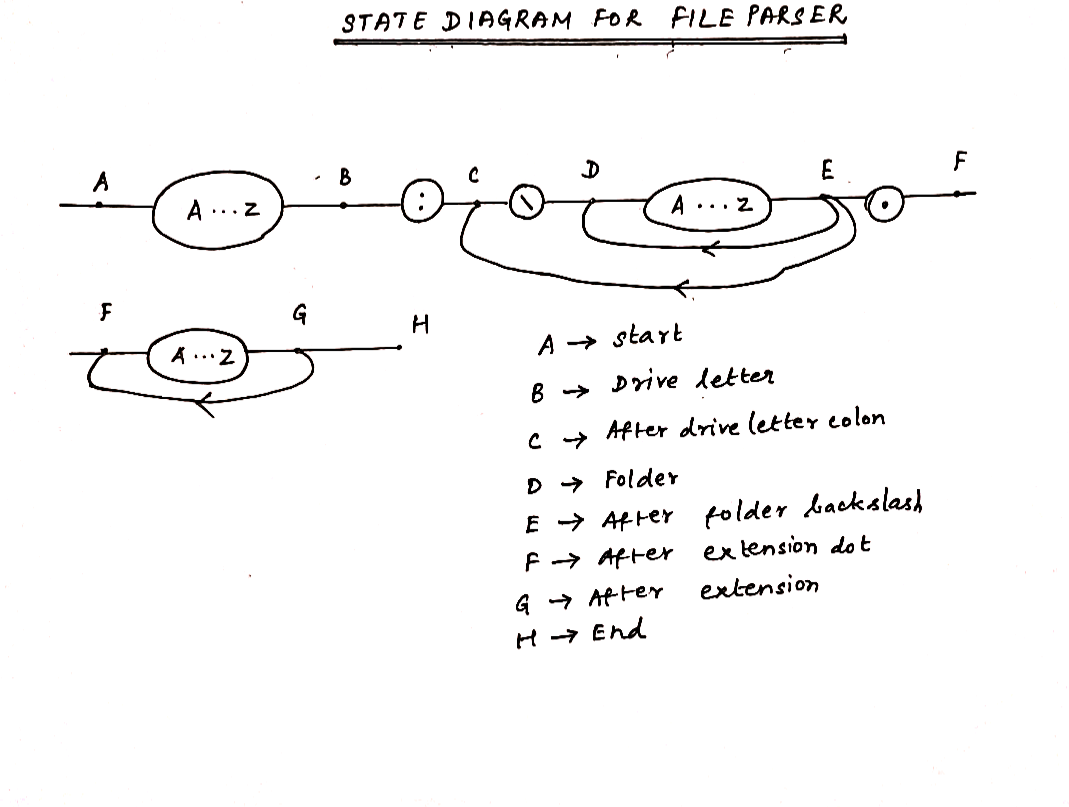 STATE DIAGRAM FOR FILE PARSER
A A...Z B : C \ D A...Z E . F
F A...Z G H
A → start
B → Drive letter
C → After drive letter colon
D → Folder
E → After folder backslash
F → After extension dot
G → After extension
H → End